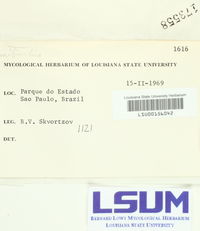 173558
1616
MYCOLOGICAL HERBARIUM OF LOUISIANA STATE UNIVERSITY
15-II-1969
LOC. Parque do Estado
Sao Paulo, Brazil
Louisiana State University Herbarium
LSU00154042
LEG. B.V. Skvortzov
1121
DET.
LSUM
BERNARD LOWY MYCOLOGICAL HERBARIUM
LOUISIANA STATE UNIVERSITY